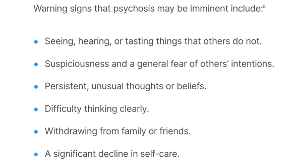 Warning signs that psychosis may be imminent include:
Seeing, hearing, or tasting things that others do not.
Suspiciousness and a general fear of others' intentions.
Persistent, unusual thoughts or beliefs.
Difficulty thinking clearly.
Withdrawing from family or friends.
A significant decline in self-care.